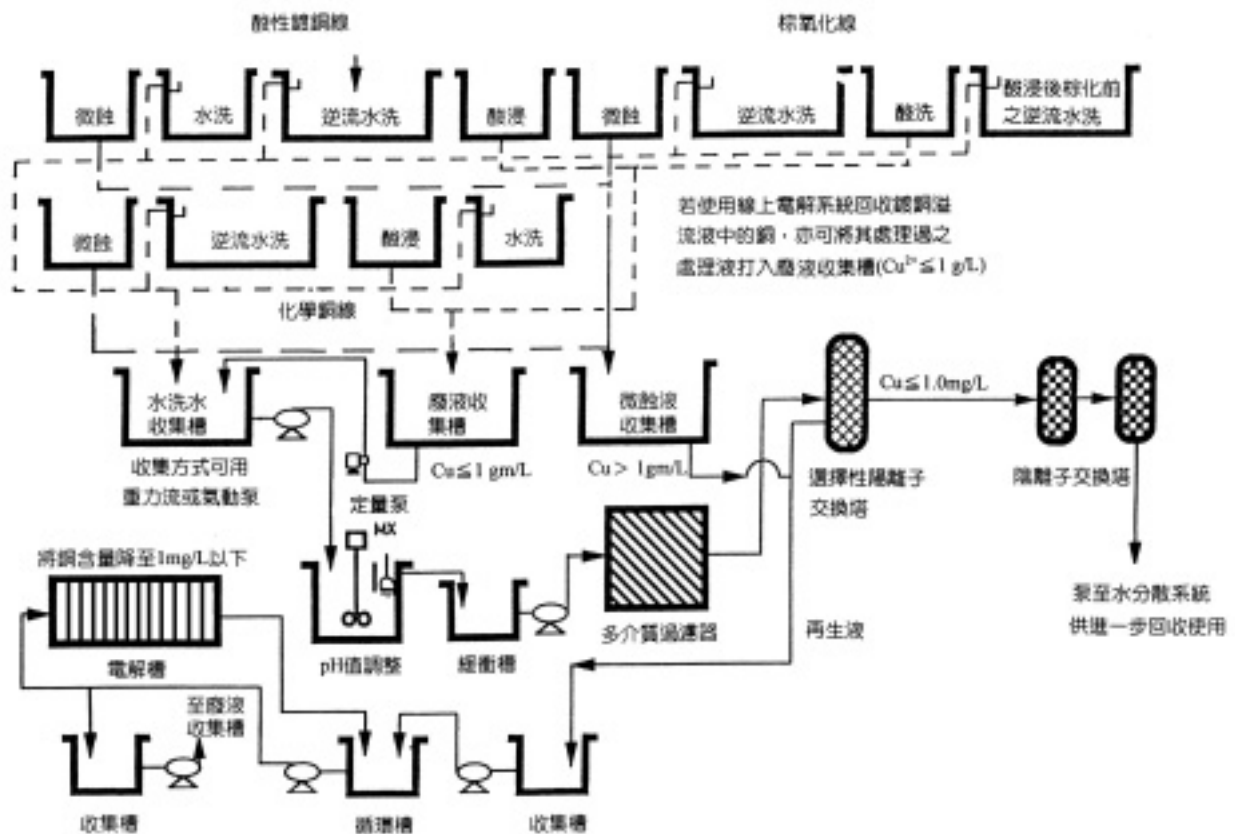 酸性鍍銅線
棕氧化線
微蝕
水洗
逆流水洗
酸浸
微蝕
逆流水洗
酸洗
酸浸後棕化前
之逆流水洗
微蝕
逆流水洗
酸浸
水洗
若使用線上電解系統回收鍍銅溢
流液中的銅，亦可將其處理過之
處理液打入廢液收集槽(Cu²⁺≦1 g/L)
化學銅線
水洗水
收集槽
廢液收
集槽
微蝕液
收集槽
Cu≦1.0mg/L
收集方式可用
重力流或氣動泵
Cu≦1 gm/L
Cu> 1gm/L
選擇性陽離子
交換塔
陰離子交換塔
定量泵
MX
將銅含量降至1mg/L以下
電解槽
pH值調整
緩衝槽
多介質過濾器
再生液
泵至水分散系統
供進一步回收使用
至廢液
收集槽
收集槽
循環槽
收集槽